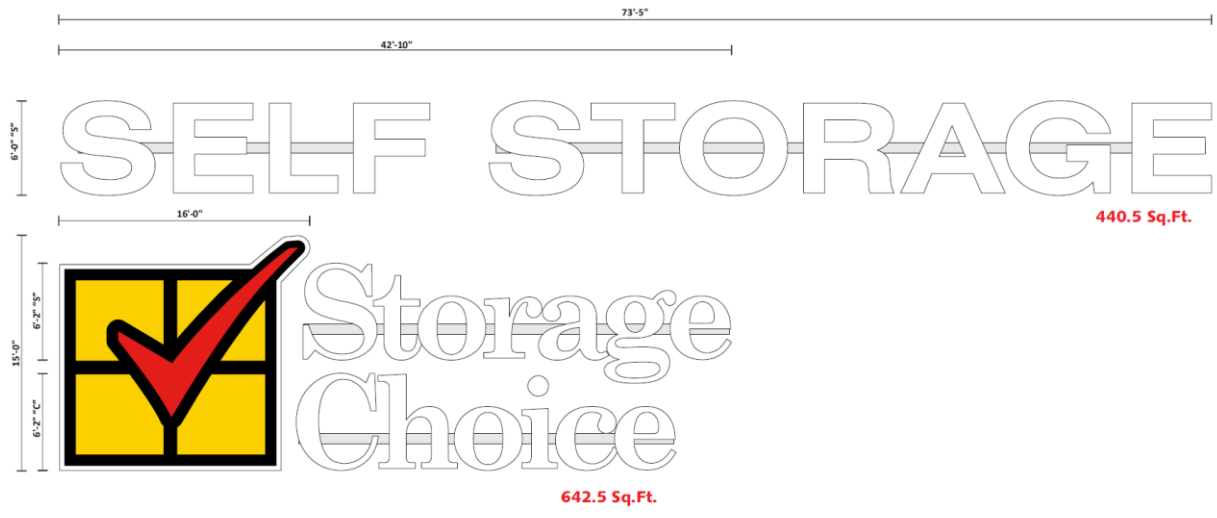 73'-5"
42'-10"
6'-0" "S"
SELF STORAGE
440.5 Sq.Ft.
16'-0"
15'-0"
6'-2" "S"
Storage
6'-2" "C"
Choice
642.5 Sq.Ft.